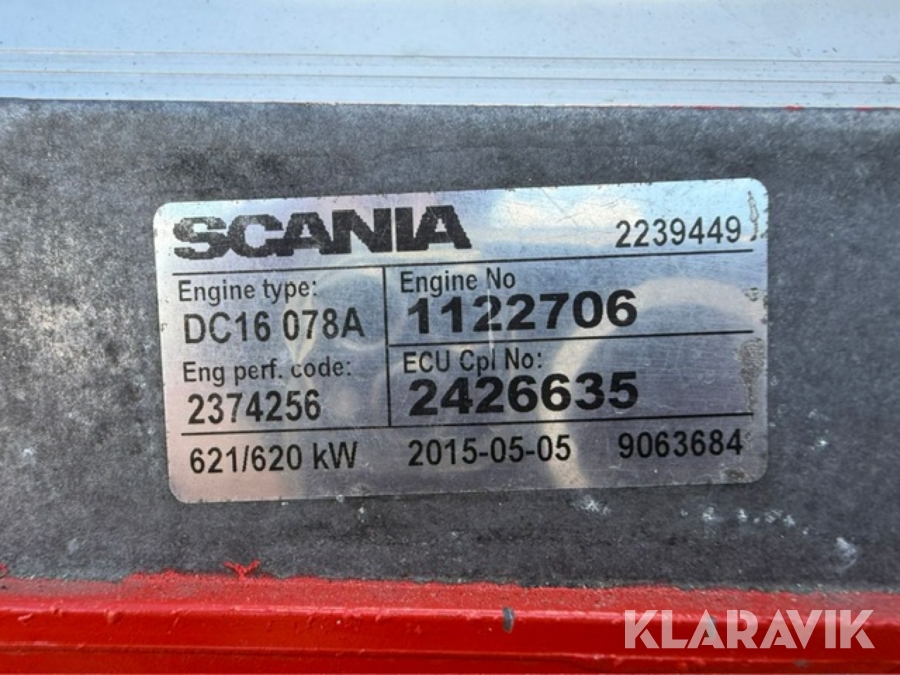 SCANIA 2239449
Engine type:
DC16 078A
Engine No
1122706
Eng perf. code:
2374256
ECU Cpl No:
2426635
621/620 kW 2015-05-05 9063684
KLARAVIK